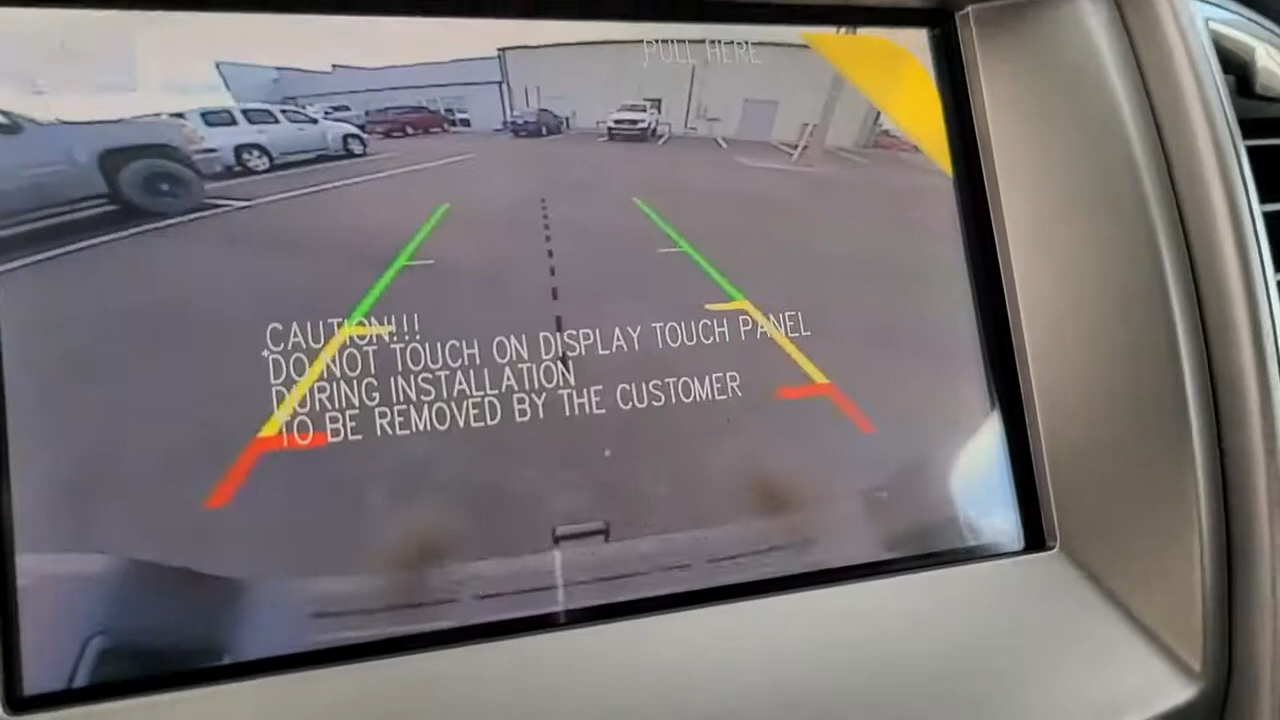 PULL HERE
CAUTION!!!
DO NOT TOUCH ON DISPLAY TOUCH PANEL
DURING INSTALLATION
TO BE REMOVED BY THE CUSTOMER